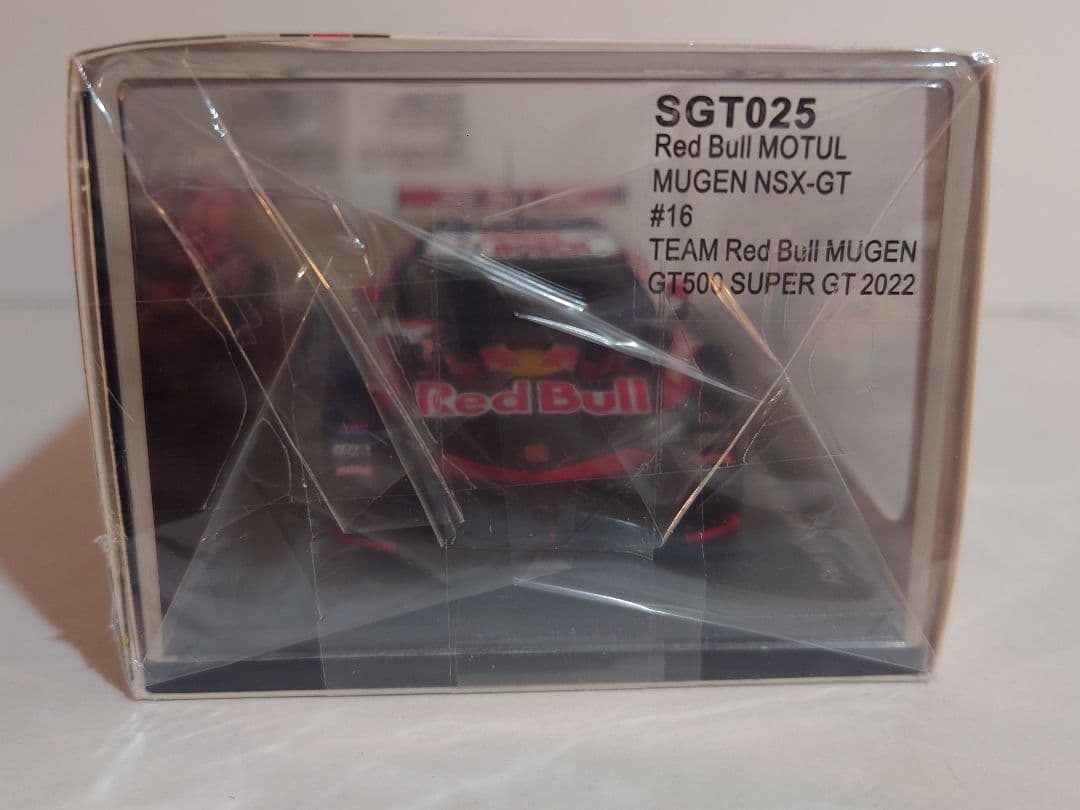 SGT025
Red Bull MOTUL
MUGEN NSX-GT
#16
TEAM Red Bull MUGEN
GT500 SUPER GT 2022
Red Bull